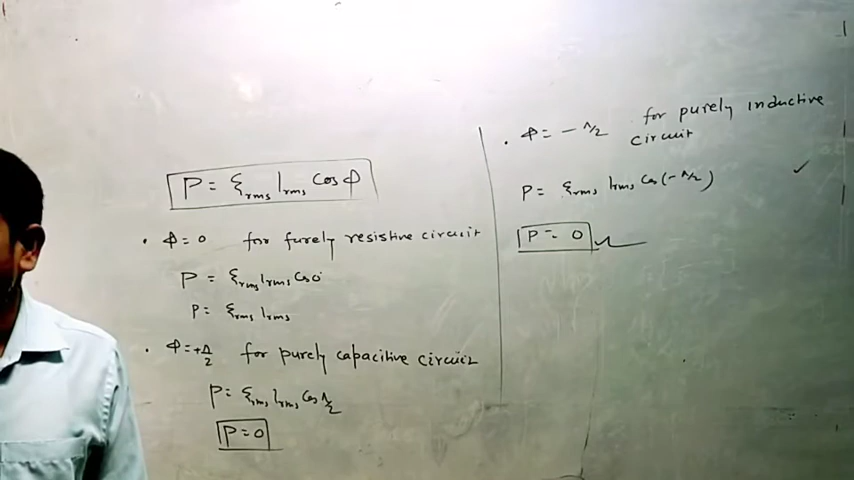 P = ξrms Irms Cos φ
• φ = 0 for furely resistive circuit
P = ξrms Irms Cos 0
P = ξrms Irms
• φ = +π/2 for purely capacitive circuit
P = ξrms Irms Cos π/2
P = 0
• φ = - π/2 for purely inductive
circuit
P = ξrms Irms Cos (- π/2)
P = 0